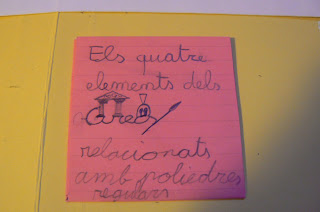 Els quatre
elements dels
relacionats
amb poliedres
regulars